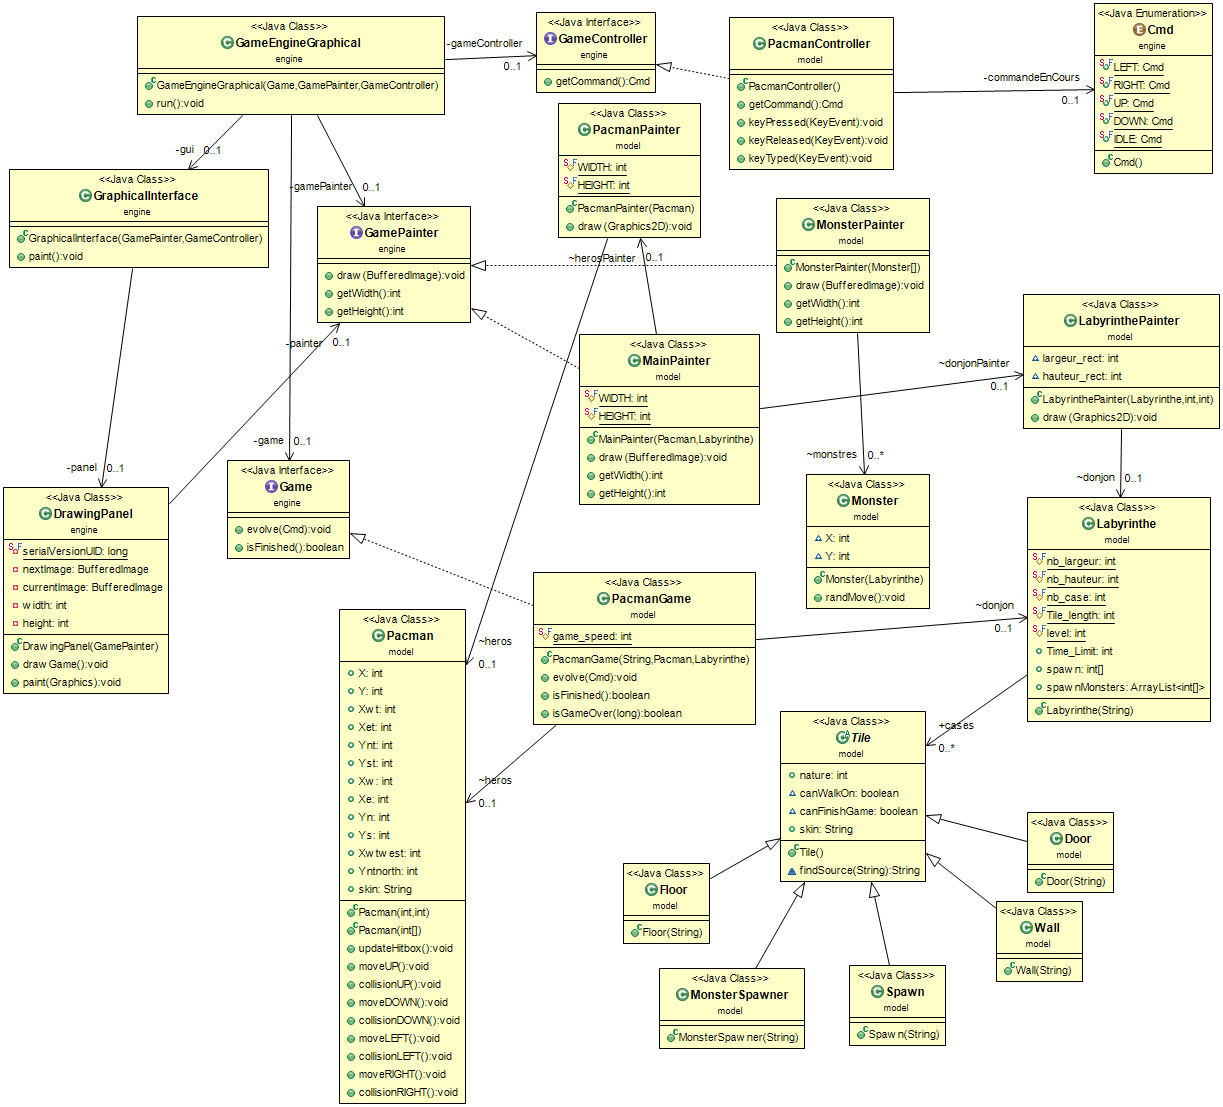 <<Java Class>>
GameEngineGraphical
engine
GameEngineGraphical(Game,GamePainter,GameController)
run():void
-gameController
0..1
<<Java Interface>>
GameController
engine
getCommand():Cmd
<<Java Class>>
PacmanController
model
PacmanController()
getCommand():Cmd
keyPressed(KeyEvent):void
keyReleased(KeyEvent):void
keyTyped(KeyEvent):void
-commandeEnCours
0..1
<<Java Enumeration>>
Cmd
engine
LEFT: Cmd
RIGHT: Cmd
UP: Cmd
DOWN: Cmd
IDLE: Cmd
Cmd()
-gui 0..1
<<Java Class>>
GraphicalInterface
engine
GraphicalInterface(GamePainter,GameController)
paint():void
-gamePainter 0..1
<<Java Interface>>
GamePainter
engine
draw(BufferedImage):void
getWidth():int
getHeight():int
<<Java Class>>
PacmanPainter
model
WIDTH: int
HEIGHT: int
PacmanPainter(Pacman)
draw(Graphics2D):void
~herosPainter 0..1
<<Java Class>>
MonsterPainter
model
MonsterPainter(Monster[])
draw(BufferedImage):void
getWidth():int
getHeight():int
<<Java Class>>
LabyrinthePainter
model
largeur_rect: int
hauteur_rect: int
LabyrinthePainter(Labyrinthe,int,int)
draw(Graphics2D):void
-painter 0..1
<<Java Class>>
MainPainter
model
WIDTH: int
HEIGHT: int
MainPainter(Pacman,Labyrinthe)
draw(BufferedImage):void
getWidth():int
getHeight():int
~donjonPainter
0..1
-game 0..1
<<Java Interface>>
Game
engine
evolve(Cmd):void
isFinished():boolean
-panel 0..1
<<Java Class>>
DrawingPanel
engine
serialVersionUID: long
nextImage: BufferedImage
currentImage: BufferedImage
width: int
height: int
DrawingPanel(GamePainter)
drawGame():void
paint(Graphics):void
~monstres 0..*
<<Java Class>>
Monster
model
X: int
Y: int
Monster(Labyrinthe)
randMove():void
~donjon 0..1
<<Java Class>>
Labyrinthe
model
nb_largeur: int
nb_hauteur: int
nb_case: int
Tile_length: int
level: int
Time_Limit: int
spawn: int[]
spawnMonsters: ArrayList<int[]>
Labyrinthe(String)
<<Java Class>>
PacmanGame
model
game_speed: int
PacmanGame(String,Pacman,Labyrinthe)
evolve(Cmd):void
isFinished():boolean
isGameOver(long):boolean
~donjon
0..1
~heros
0..1
~heros
0..1
<<Java Class>>
Pacman
model
X: int
Y: int
Xwt: int
Xet: int
Ynt: int
Yst: int
Xw: int
Xe: int
Yn: int
Ys: int
Xwtwest: int
Yntnorth: int
skin: String
Pacman(int,int)
Pacman(int[])
updateHitbox():void
moveUP():void
collisionUP():void
moveDOWN():void
collisionDOWN():void
moveLEFT():void
collisionLEFT():void
moveRIGHT():void
collisionRIGHT():void
+cases
0..*
<<Java Class>>
Tile
model
nature: int
canWalkOn: boolean
canFinishGame: boolean
skin: String
Tile()
findSource(String):String
<<Java Class>>
Door
model
Door(String)
<<Java Class>>
Floor
model
Floor(String)
<<Java Class>>
Wall
model
Wall(String)
<<Java Class>>
MonsterSpawner
model
MonsterSpawner(String)
<<Java Class>>
Spawn
model
Spawn(String)